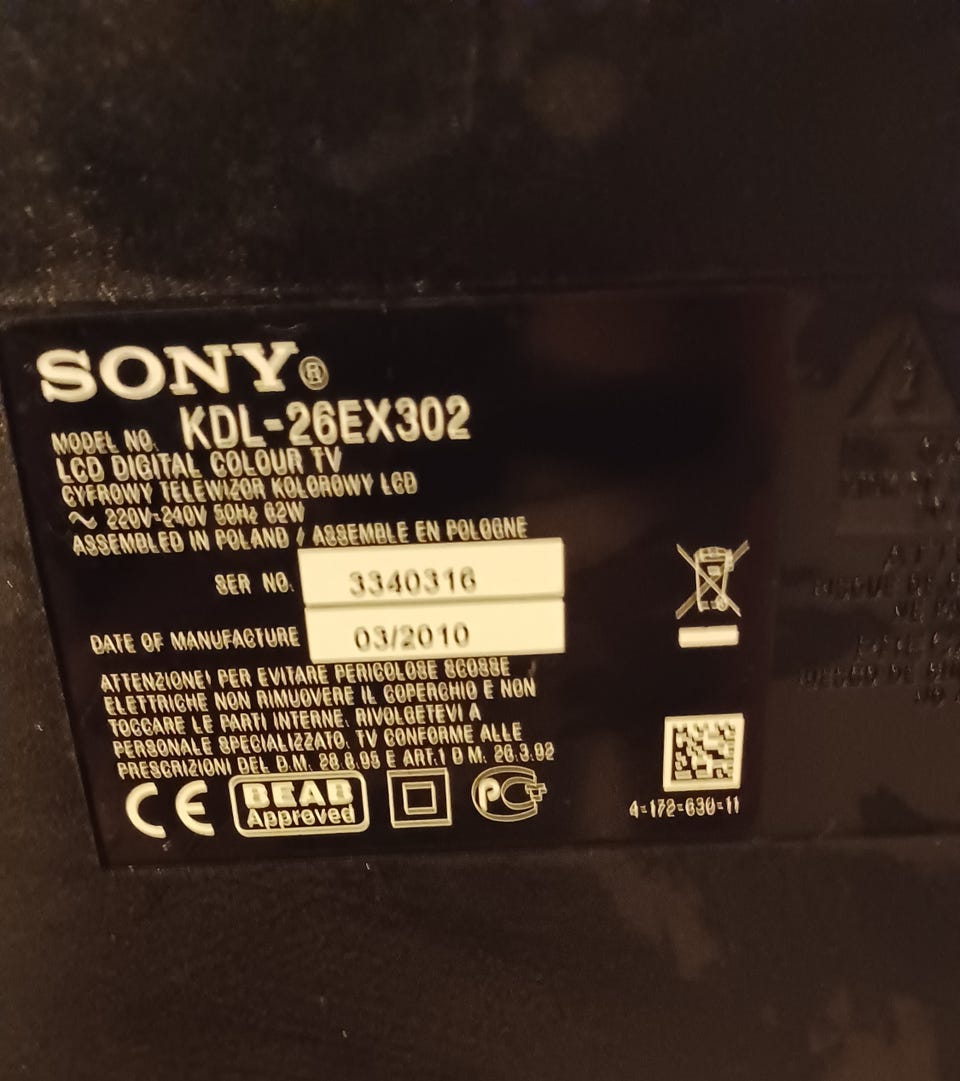 SONY®
MODEL NO. KDL-26EX302
LCD DIGITAL COLOUR TV
CYFROWY TELEWIZOR KOLOROWY LCD
~ 220V-240V 50Hz 62W
ASSEMBLED IN POLAND / ASSEMBLE EN POLOGNE
SER NO. 3340316
DATE OF MANUFACTURE 03/2010
ATTENZIONE! PER EVITARE PERICOLOSE SCOSSE
ELETTRICHE NON RIMUOVERE IL COPERCHIO E NON
TOCCARE LE PARTI INTERNE. RIVOLGETEVI A
PERSONALE SPECIALIZZATO. TV CONFORME ALLE
PRESCRIZIONI DEL D.M. 28.8.95 E ART.1 D M. 26.3.92
CE BEAB
Approved
4-172-630-11